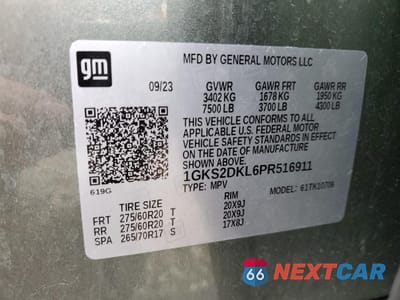 gm
MFD BY GENERAL MOTORS LLC
09/23 GVWR GAWR FRT GAWR RR
3402 KG 1678 KG 1950 KG
7500 LB 3700 LB 4300 LB
THIS VEHICLE CONFORMS TO ALL
APPLICABLE U.S. FEDERAL MOTOR
VEHICLE SAFETY STANDARDS IN EFFECT
ON THE DATE OF MANUFACTURE
SHOWN ABOVE.
1GKS2DKL6PR516911
TYPE: MPV MODEL: 61TK10706
619G
TIRE SIZE RIM
FRT 275/60R20 T 20X9J
RR 275/60R20 T 20X9J
SPA 265/70R17 S 17X8J
66 NEXTCAR